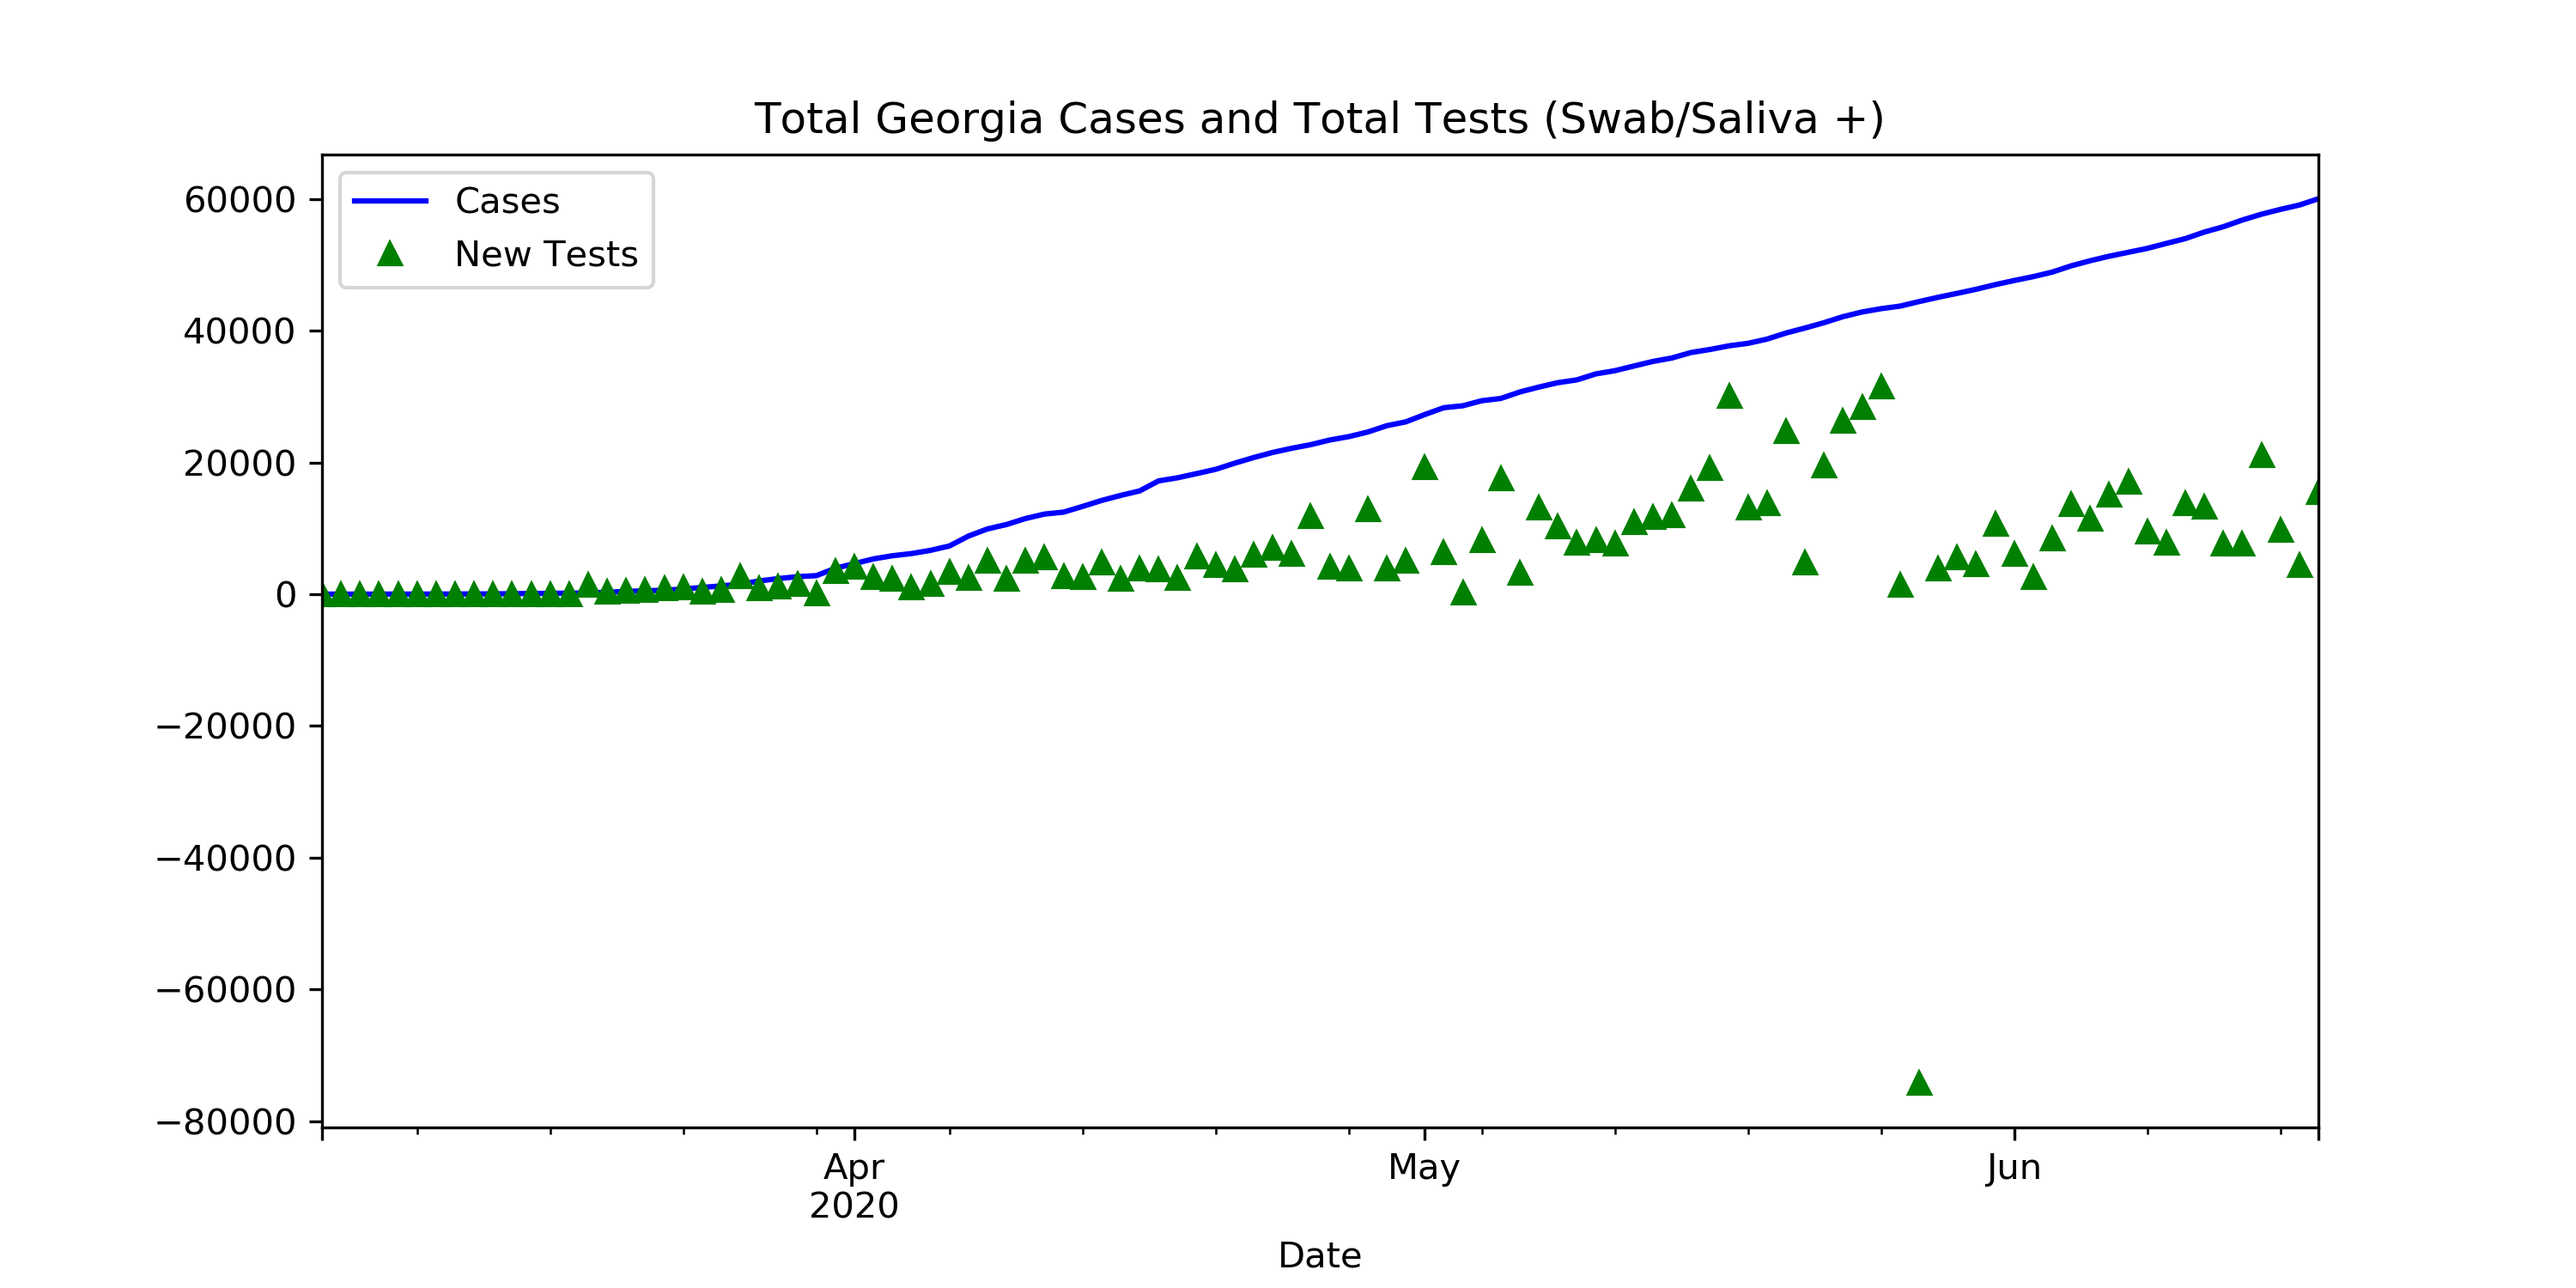 Total Georgia Cases and Total Tests (Swab/Saliva +)
Cases
New Tests
60000
40000
20000
0
−20000
−40000
−60000
−80000
Apr
2020
May
Jun
Date